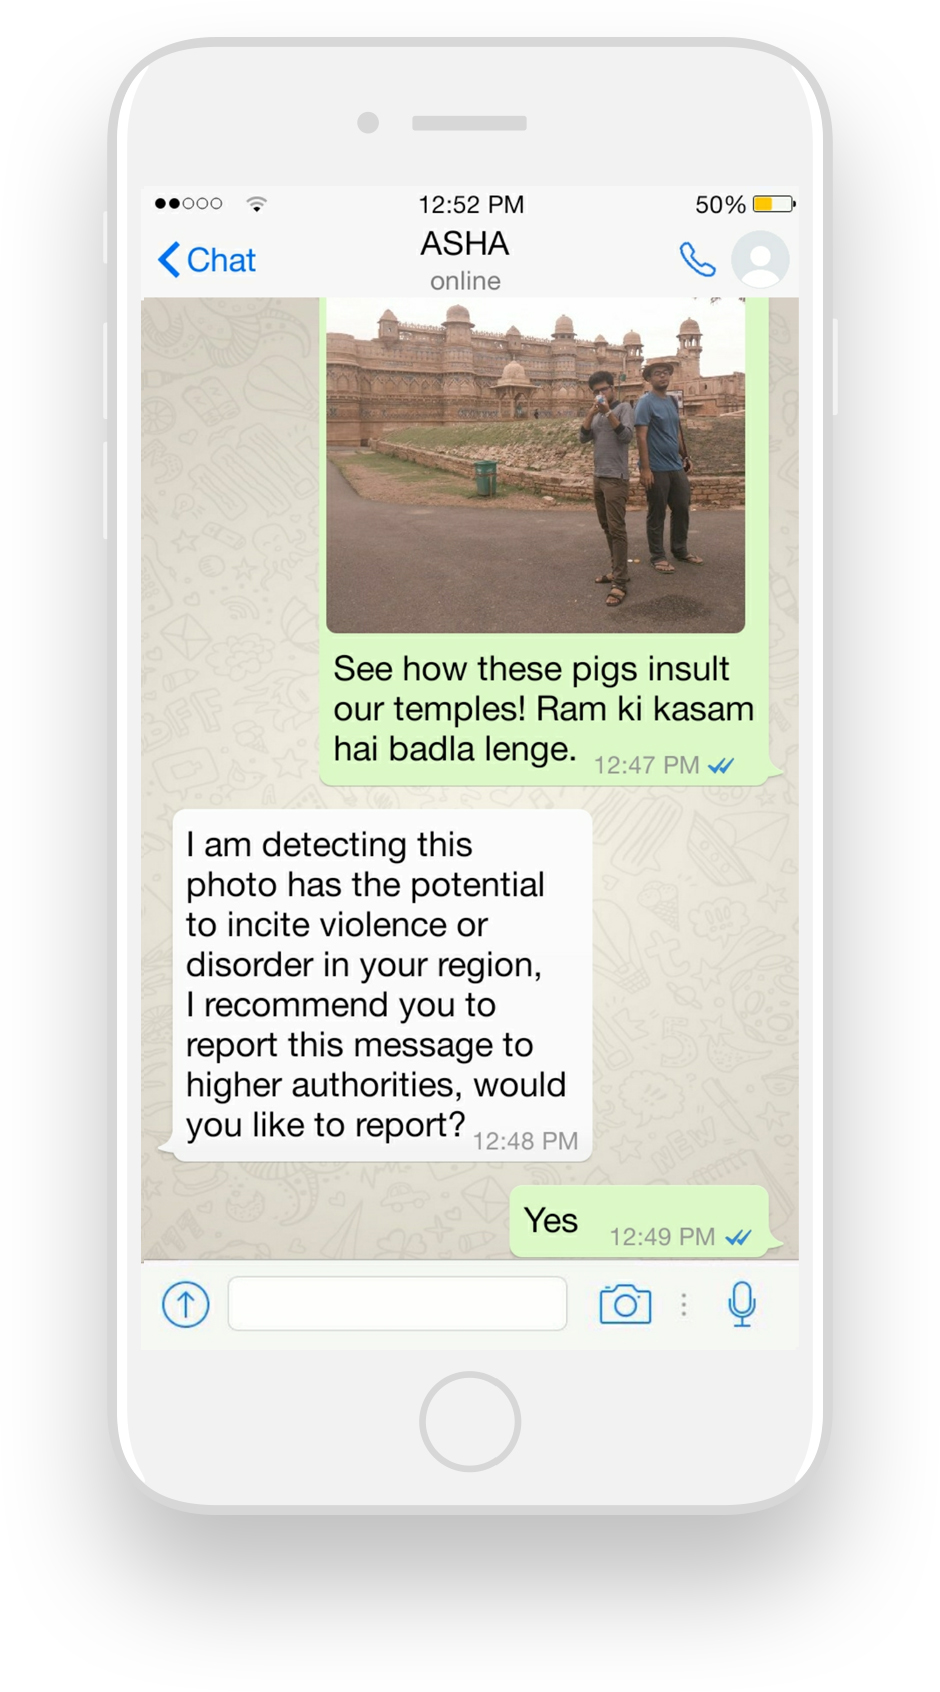 12:52 PM
50%
Chat
ASHA
online
See how these pigs insult
our temples! Ram ki kasam
hai badla lenge.
12:47 PM
I am detecting this
photo has the potential
to incite violence or
disorder in your region,
I recommend you to
report this message to
higher authorities, would
you like to report?
12:48 PM
Yes
12:49 PM